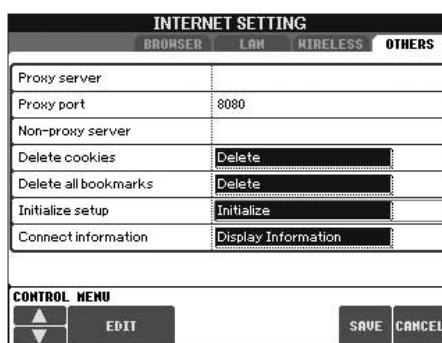 INTERNET SETTING
BROWSER LAN WIRELESS OTHERS
Proxy server
Proxy port 8080
Non-proxy server
Delete cookies Delete
Delete all bookmarks Delete
Initialize setup Initialize
Connect information Display Information
CONTROL MENU
EDIT SAVE CANCEL